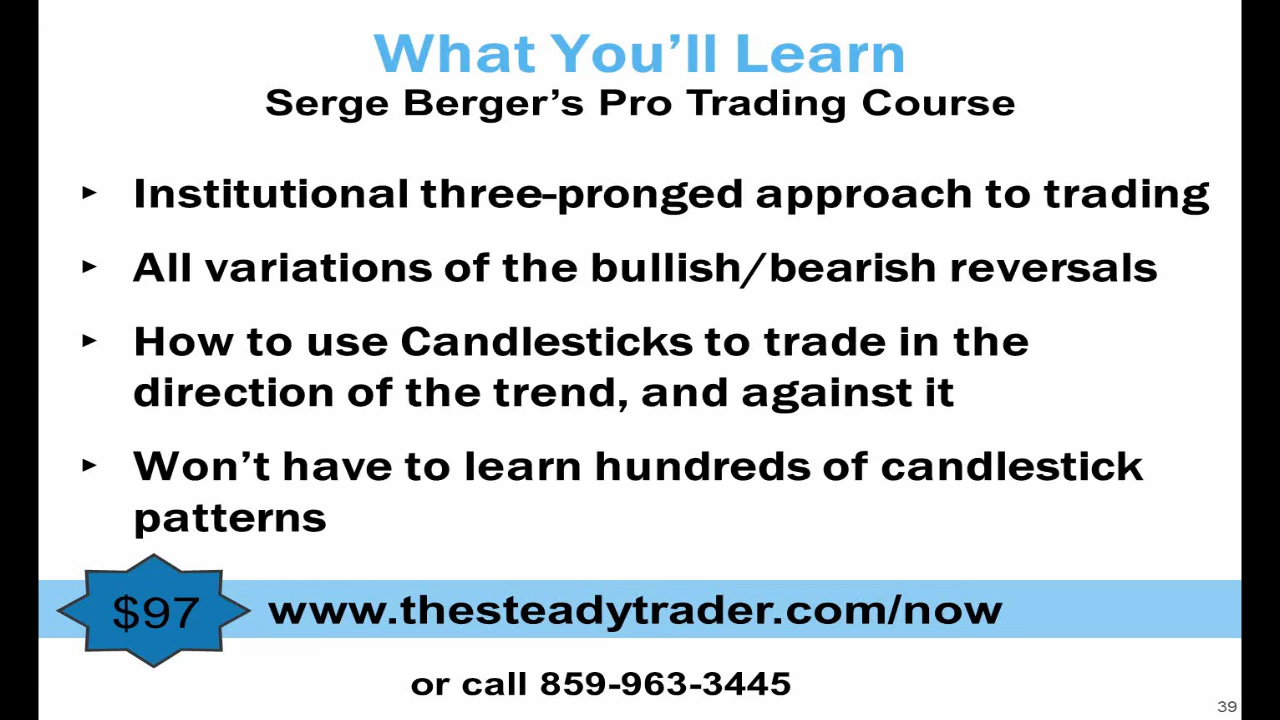 What You’ll Learn
Serge Berger’s Pro Trading Course
▸ Institutional three-pronged approach to trading
▸ All variations of the bullish/bearish reversals
▸ How to use Candlesticks to trade in the
direction of the trend, and against it
▸ Won’t have to learn hundreds of candlestick
patterns
$97
www.thesteadytrader.com/now
or call 859-963-3445
39